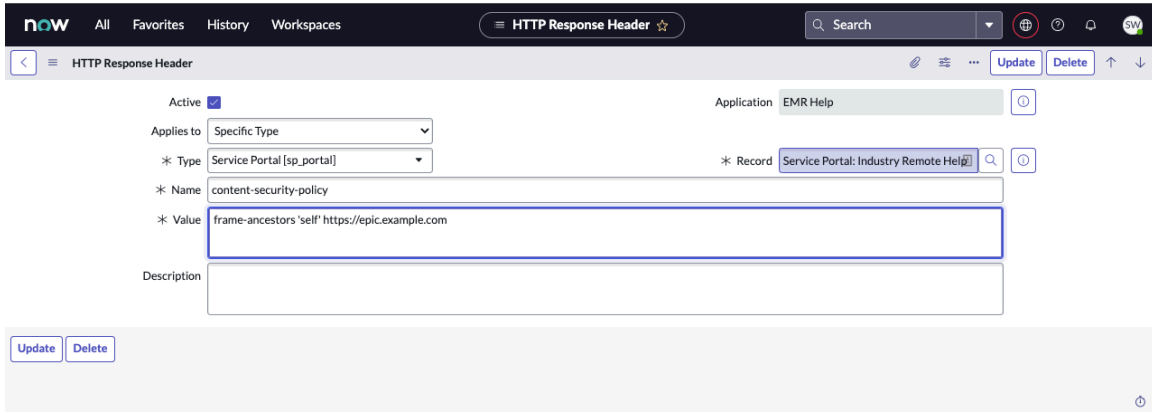 now All Favorites History Workspaces HTTP Response Header Search SW
HTTP Response Header Update Delete
Active Application EMR Help
Applies to Specific Type
Type Service Portal [sp_portal] Record Service Portal: Industry Remote Help
Name content-security-policy
Value frame-ancestors 'self' https://epic.example.com
Description
Update Delete